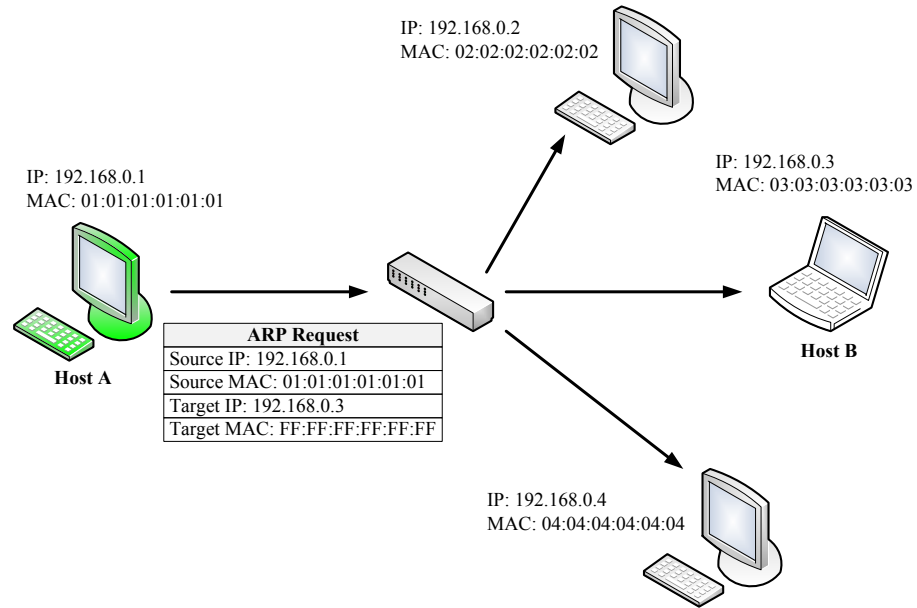 IP: 192.168.0.2
MAC: 02:02:02:02:02:02
IP: 192.168.0.3
MAC: 03:03:03:03:03:03
IP: 192.168.0.1
MAC: 01:01:01:01:01:01
Host A
Host B
ARP Request
Source IP: 192.168.0.1
Source MAC: 01:01:01:01:01:01
Target IP: 192.168.0.3
Target MAC: FF:FF:FF:FF:FF:FF
IP: 192.168.0.4
MAC: 04:04:04:04:04:04